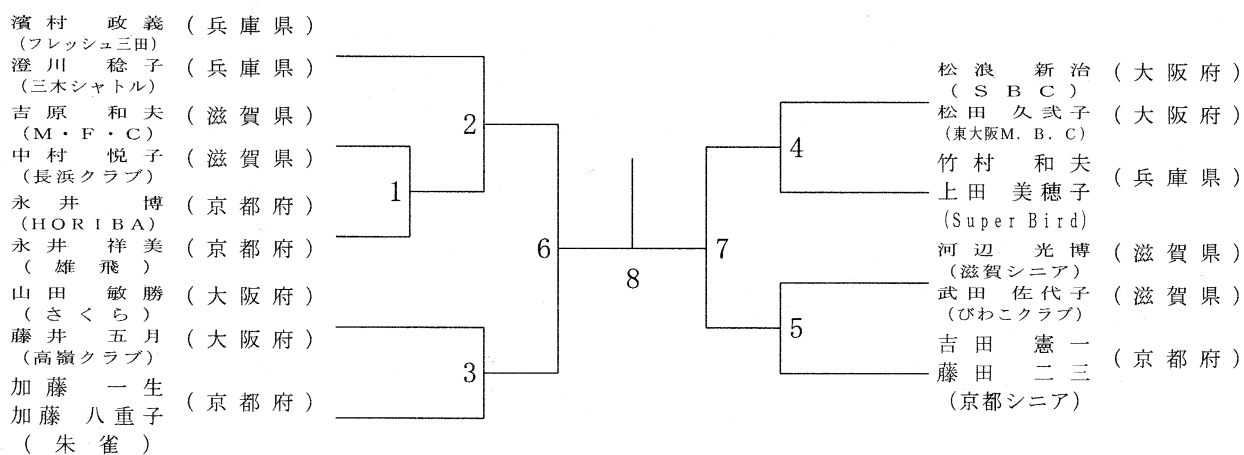 濱村 政義 (兵庫県)
(フレッシュ三田)
澄川 稔子 (兵庫県)
(三木シャトル)
吉原 和夫 (滋賀県)
(M・F・C)
中村 悦子 (滋賀県)
(長浜クラブ)
永井 博 (京都府)
(HORIBA)
永井 祥美 (京都府)
(雄飛)
山田 敏勝 (大阪府)
(さくら)
藤井 五月 (大阪府)
(高嶺クラブ)
加藤 一生
(京都府)
加藤 八重子
(朱雀)
2
1
3
6
8
7
4
5
松浪 新治 (大阪府)
(SBC)
松田 久弐子 (大阪府)
(東大阪M.B.C)
竹村 和夫
(兵庫県)
上田 美穂子
(Super Bird)
河辺 光博 (滋賀県)
(滋賀シニア)
武田 佐代子 (滋賀県)
(びわこクラブ)
吉田 憲一
(京都府)
藤田 二三
(京都シニア)